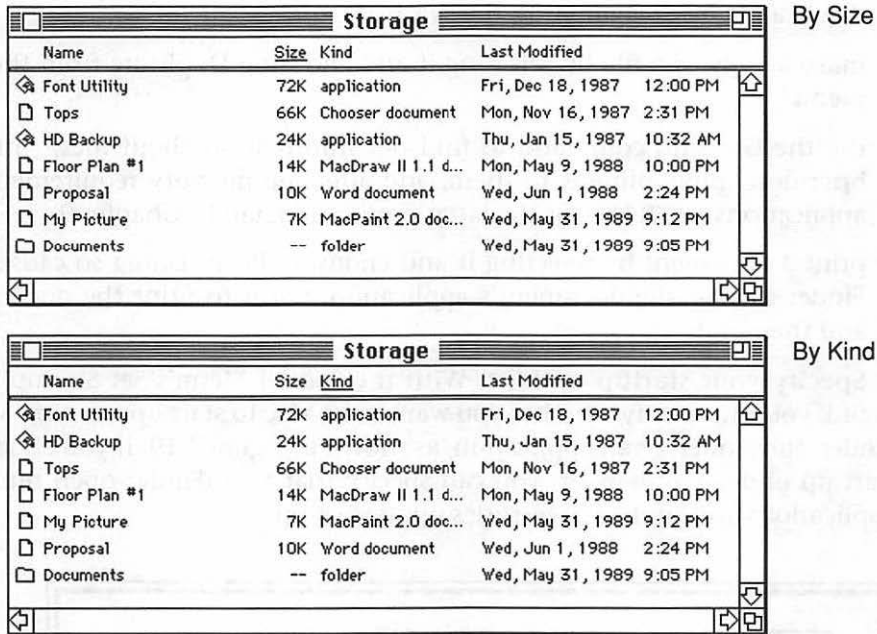 Storage
By Size
Name Size Kind Last Modified
Font Utility 72K application Fri, Dec 18, 1987 12:00 PM
Tops 66K Chooser document Mon, Nov 16, 1987 2:31 PM
HD Backup 24K application Thu, Jan 15, 1987 10:32 AM
Floor Plan #1 14K MacDraw II 1.1 d... Mon, May 9, 1988 10:00 PM
Proposal 10K Word document Wed, Jun 1, 1988 2:24 PM
My Picture 7K MacPaint 2.0 doc... Wed, May 31, 1989 9:12 PM
Documents -- folder Wed, May 31, 1989 9:05 PM
Storage
By Kind
Name Size Kind Last Modified
Font Utility 72K application Fri, Dec 18, 1987 12:00 PM
HD Backup 24K application Thu, Jan 15, 1987 10:32 AM
Tops 66K Chooser document Mon, Nov 16, 1987 2:31 PM
Floor Plan #1 14K MacDraw II 1.1 d... Mon, May 9, 1988 10:00 PM
My Picture 7K MacPaint 2.0 doc... Wed, May 31, 1989 9:12 PM
Proposal 10K Word document Wed, Jun 1, 1988 2:24 PM
Documents -- folder Wed, May 31, 1989 9:05 PM